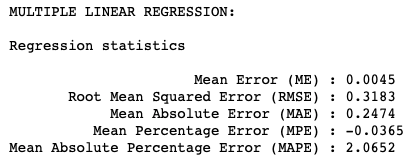 MULTIPLE LINEAR REGRESSION:
Regression statistics
Mean Error (ME) : 0.0045
Root Mean Squared Error (RMSE) : 0.3183
Mean Absolute Error (MAE) : 0.2474
Mean Percentage Error (MPE) : -0.0365
Mean Absolute Percentage Error (MAPE) : 2.0652